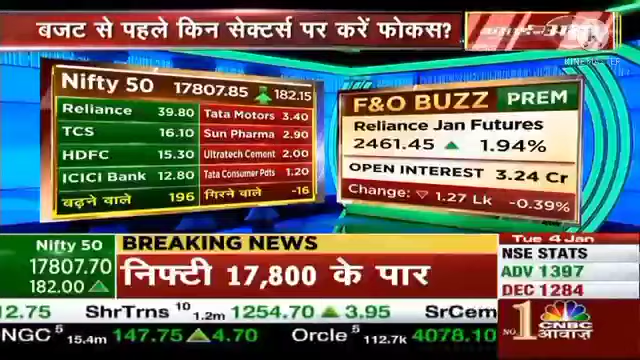 बजट से पहले किन सेक्टर्स पर करें फोकस?
KINEMASTER
Nifty 50 17807.85 182.15
Reliance 39.80
TCS 16.10
HDFC 15.30
ICICI Bank 12.80
बढ़ने वाले 196
Tata Motors 3.40
Sun Pharma 2.90
Ultratech Cement 2.00
Tata Consumer Pdts 1.20
गिरने वाले -16
F&O BUZZ PREM
Reliance Jan Futures
2461.45 1.94%
OPEN INTEREST 3.24 Cr
Change: 1.27 Lk -0.39%
Nifty 50
17807.70
182.00
BREAKING NEWS
निफ्टी 17,800 के पार
Tue 4 Jan
NSE STATS
ADV 1397
DEC 1284
2.75 ShrTrns 10 1.2m 1254.70 3.95 SrCem
NGC 5 15.4m 147.75 4.70 Orcle 5 112.7k 4078.10
NO. 1 CNBC
आवाज़